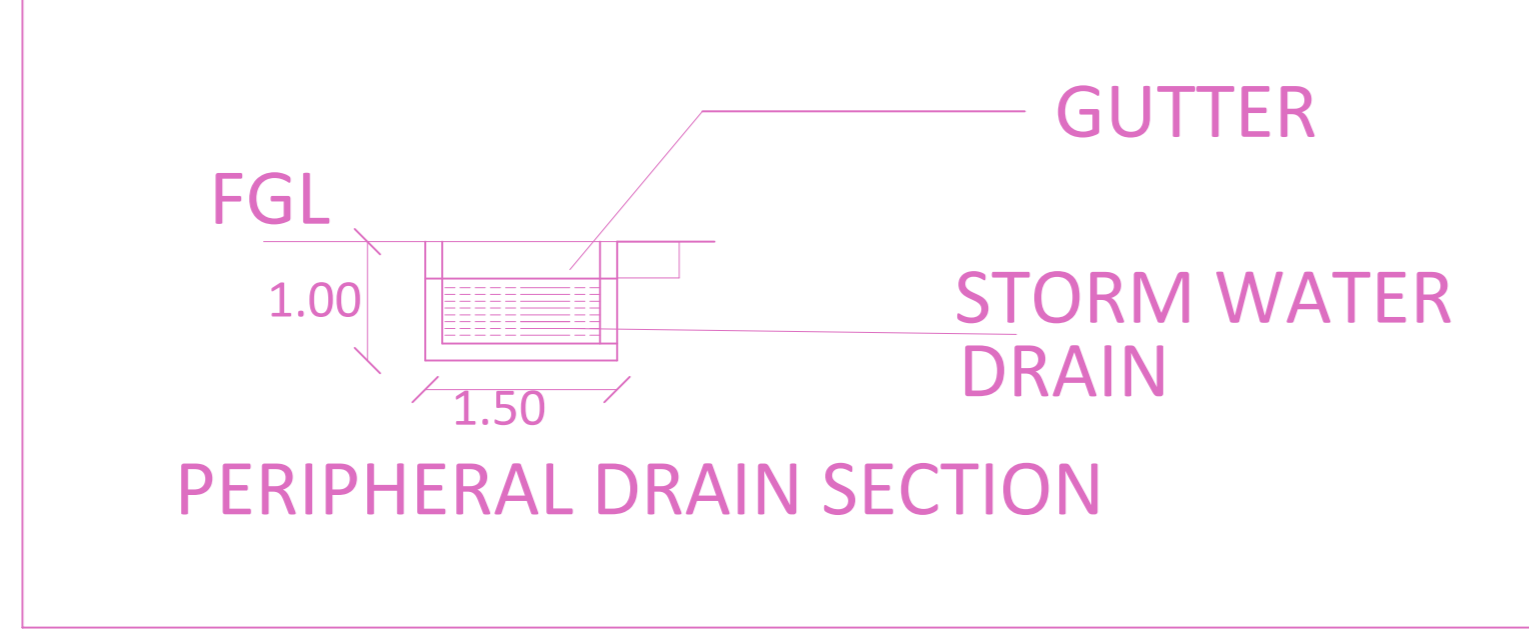 GUTTER
FGL
1.00
STORM WATER
DRAIN
1.50
PERIPHERAL DRAIN SECTION